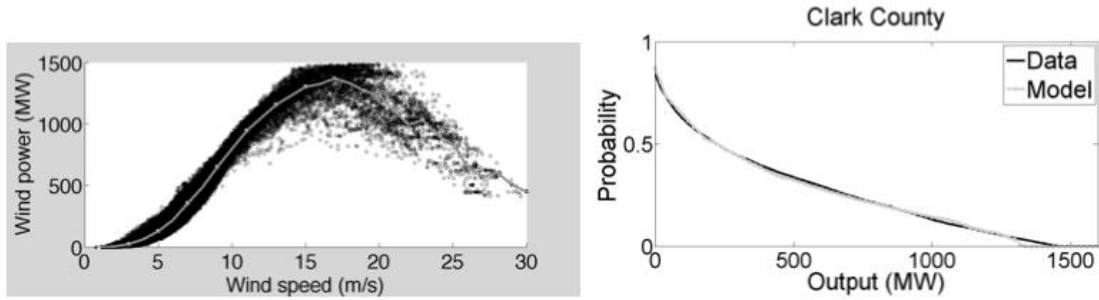 Clark County
1500
1000
500
0
Wind power (MW)
0 5 10 15 20 25 30
Wind speed (m/s)
1
0.5
0
Probability
Data
Model
0 500 1000 1500
Output (MW)